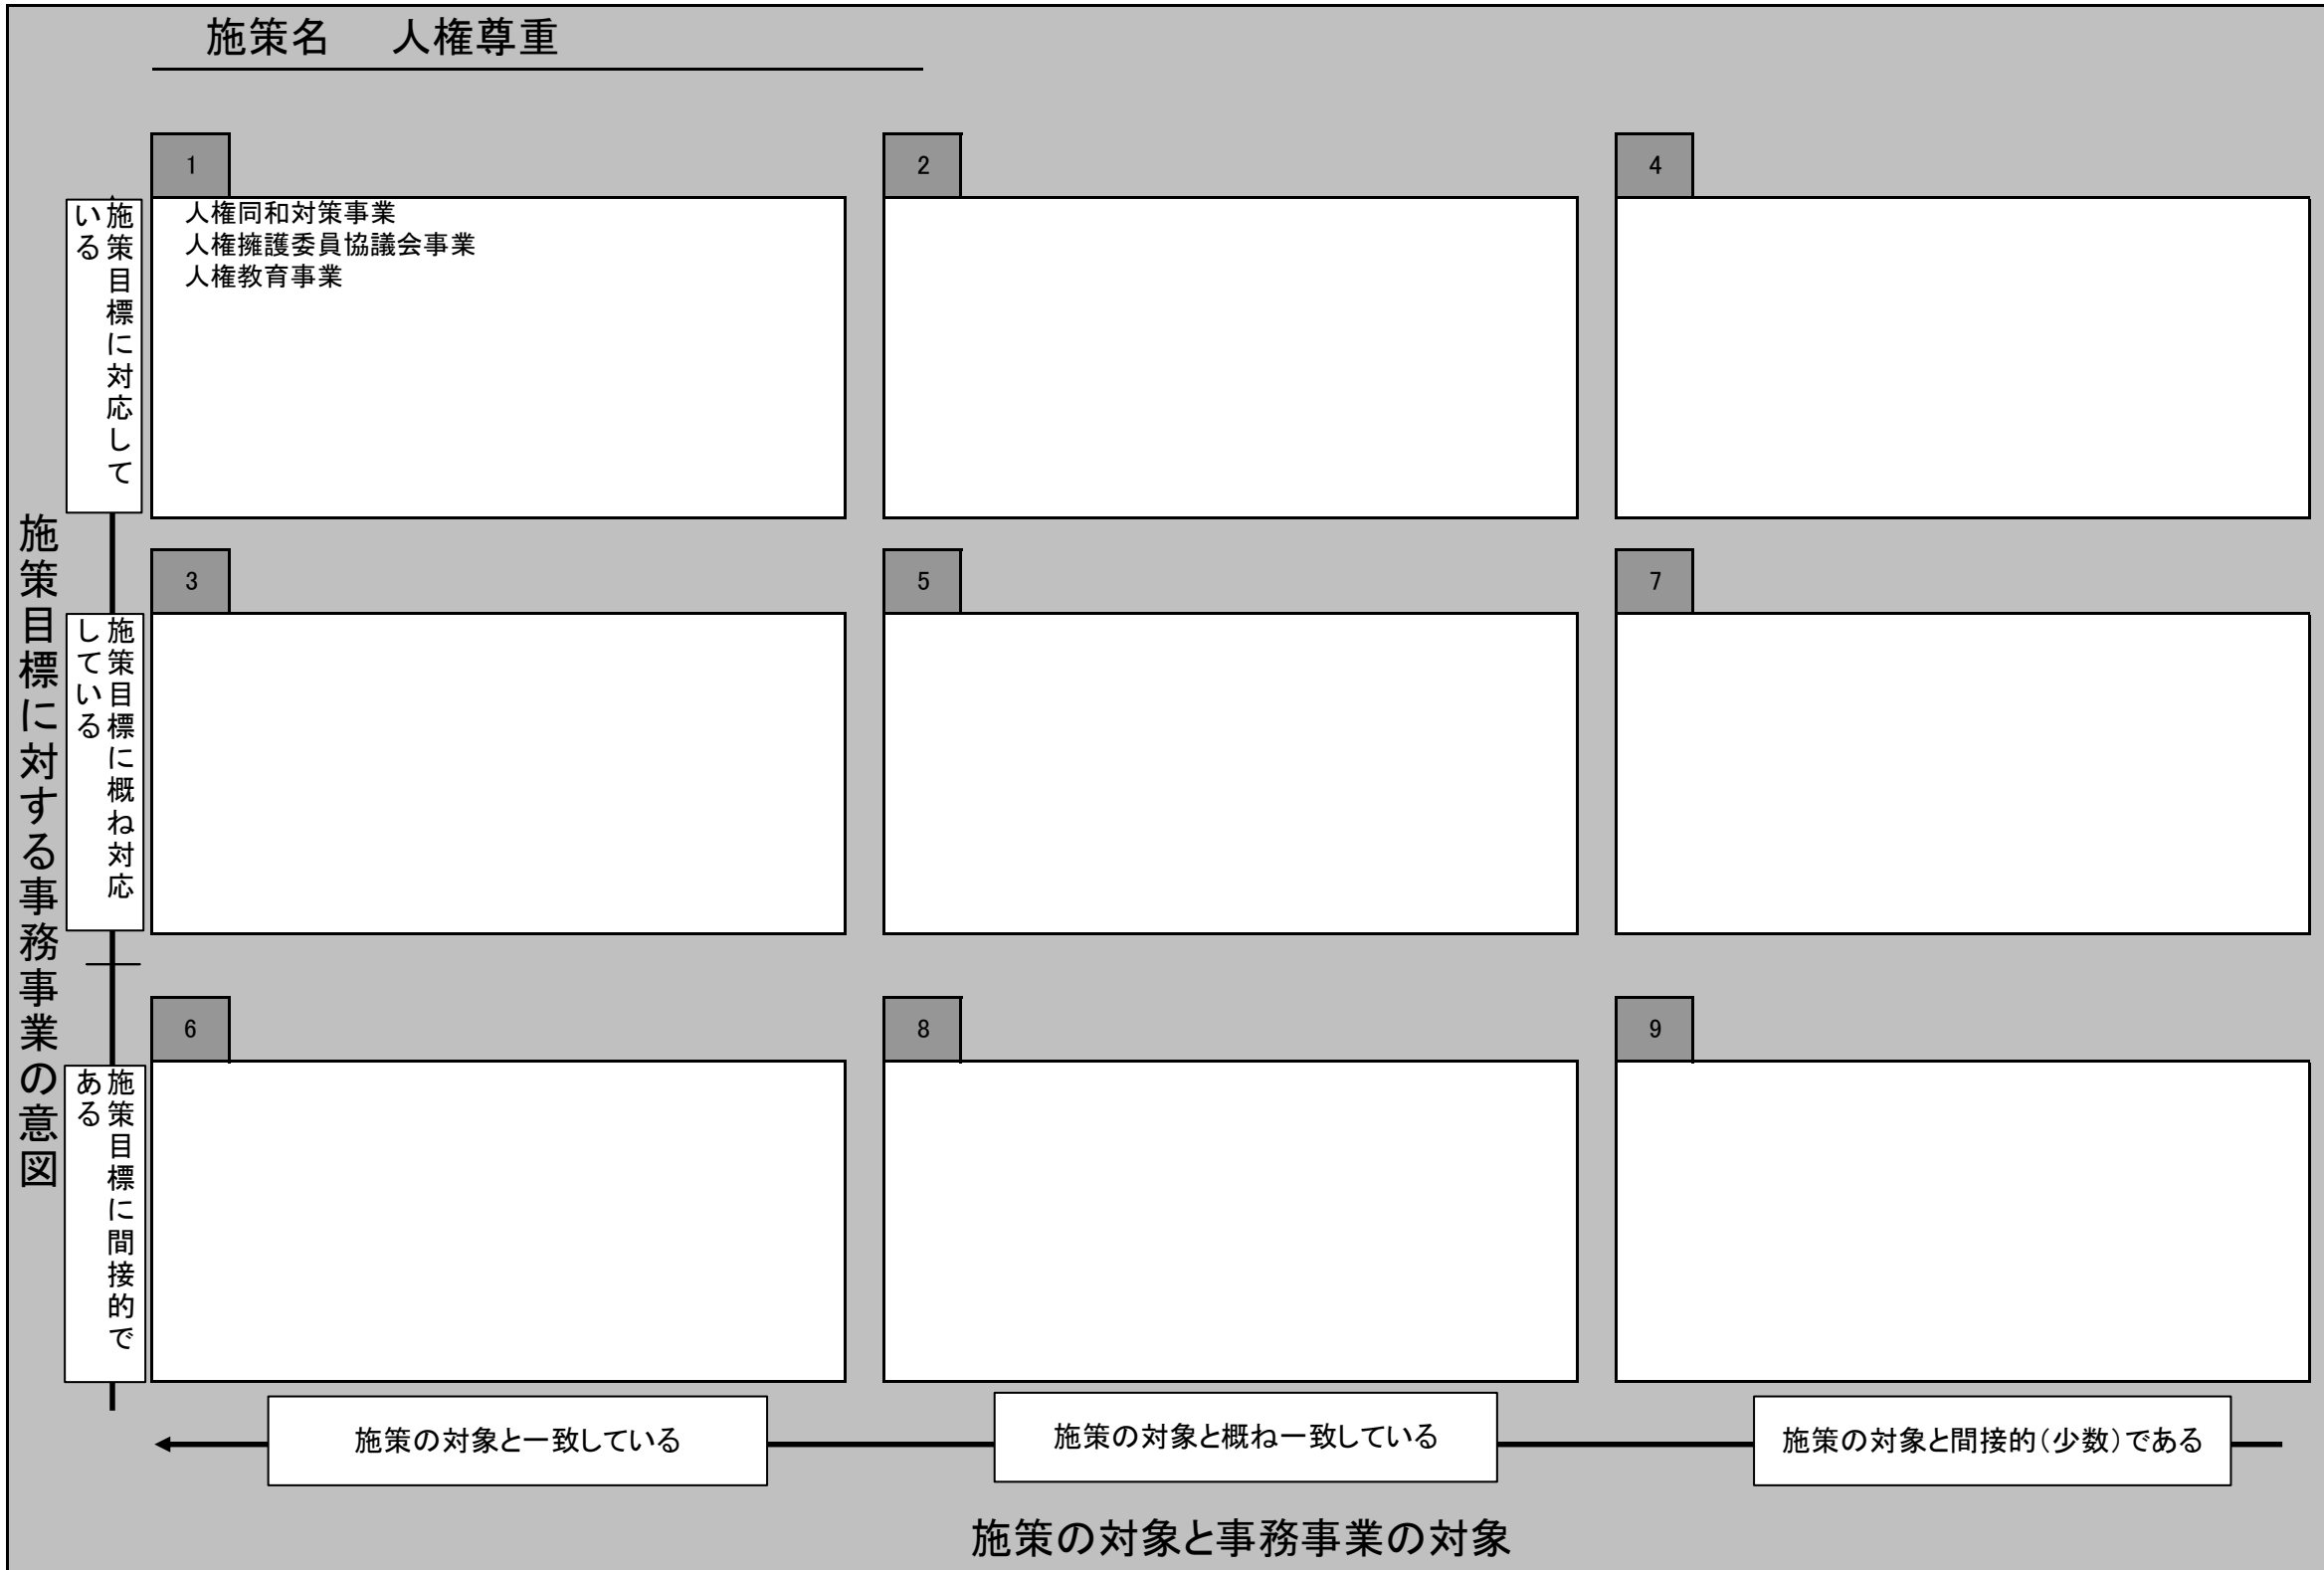 施策名　人権尊重
1
2
4
施策目標に対応して
いる
人権同和対策事業
人権擁護委員協議会事業
人権教育事業
施策目標に対する事務事業の意図
3
5
7
施策目標に概ね対応
している
6
8
9
施策目標に間接的で
ある
施策の対象と一致している
施策の対象と概ね一致している
施策の対象と間接的(少数)である
施策の対象と事務事業の対象